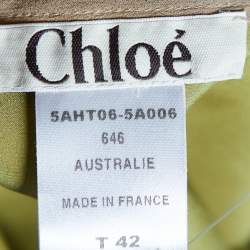 Chloé
5AHT06-5A006
646
AUSTRALIE
MADE IN FRANCE
T 42